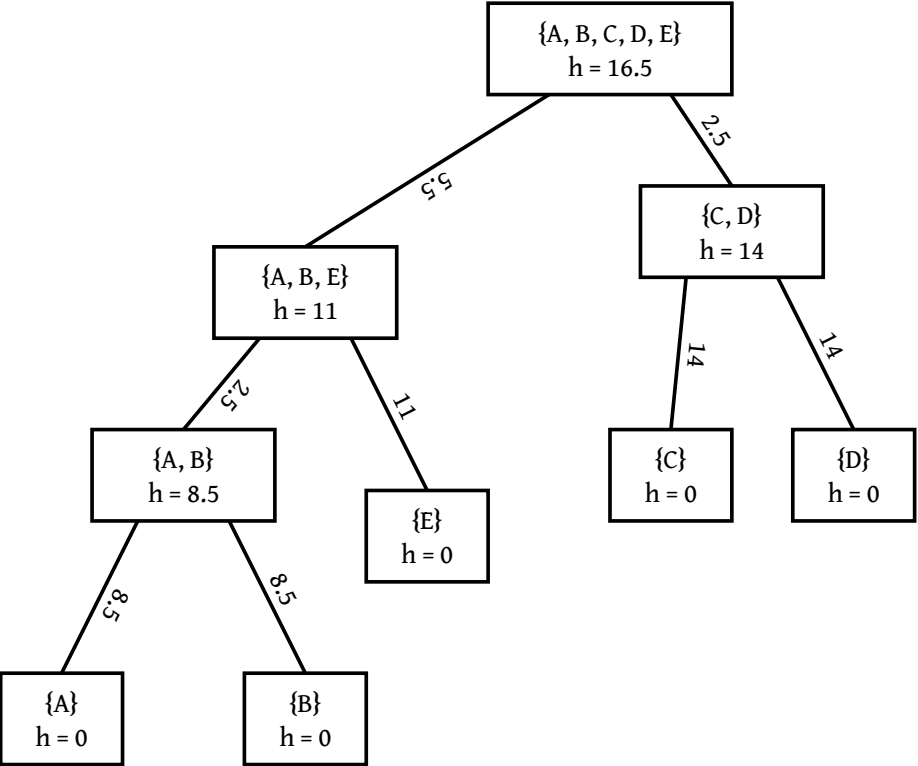 {A, B, C, D, E}
h = 16.5
5.5
2.5
{C, D}
h = 14
{A, B, E}
h = 11
14
14
2.5
11
{A, B}
h = 8.5
{C}
h = 0
{D}
h = 0
{E}
h = 0
8.5
8.5
{A}
h = 0
{B}
h = 0